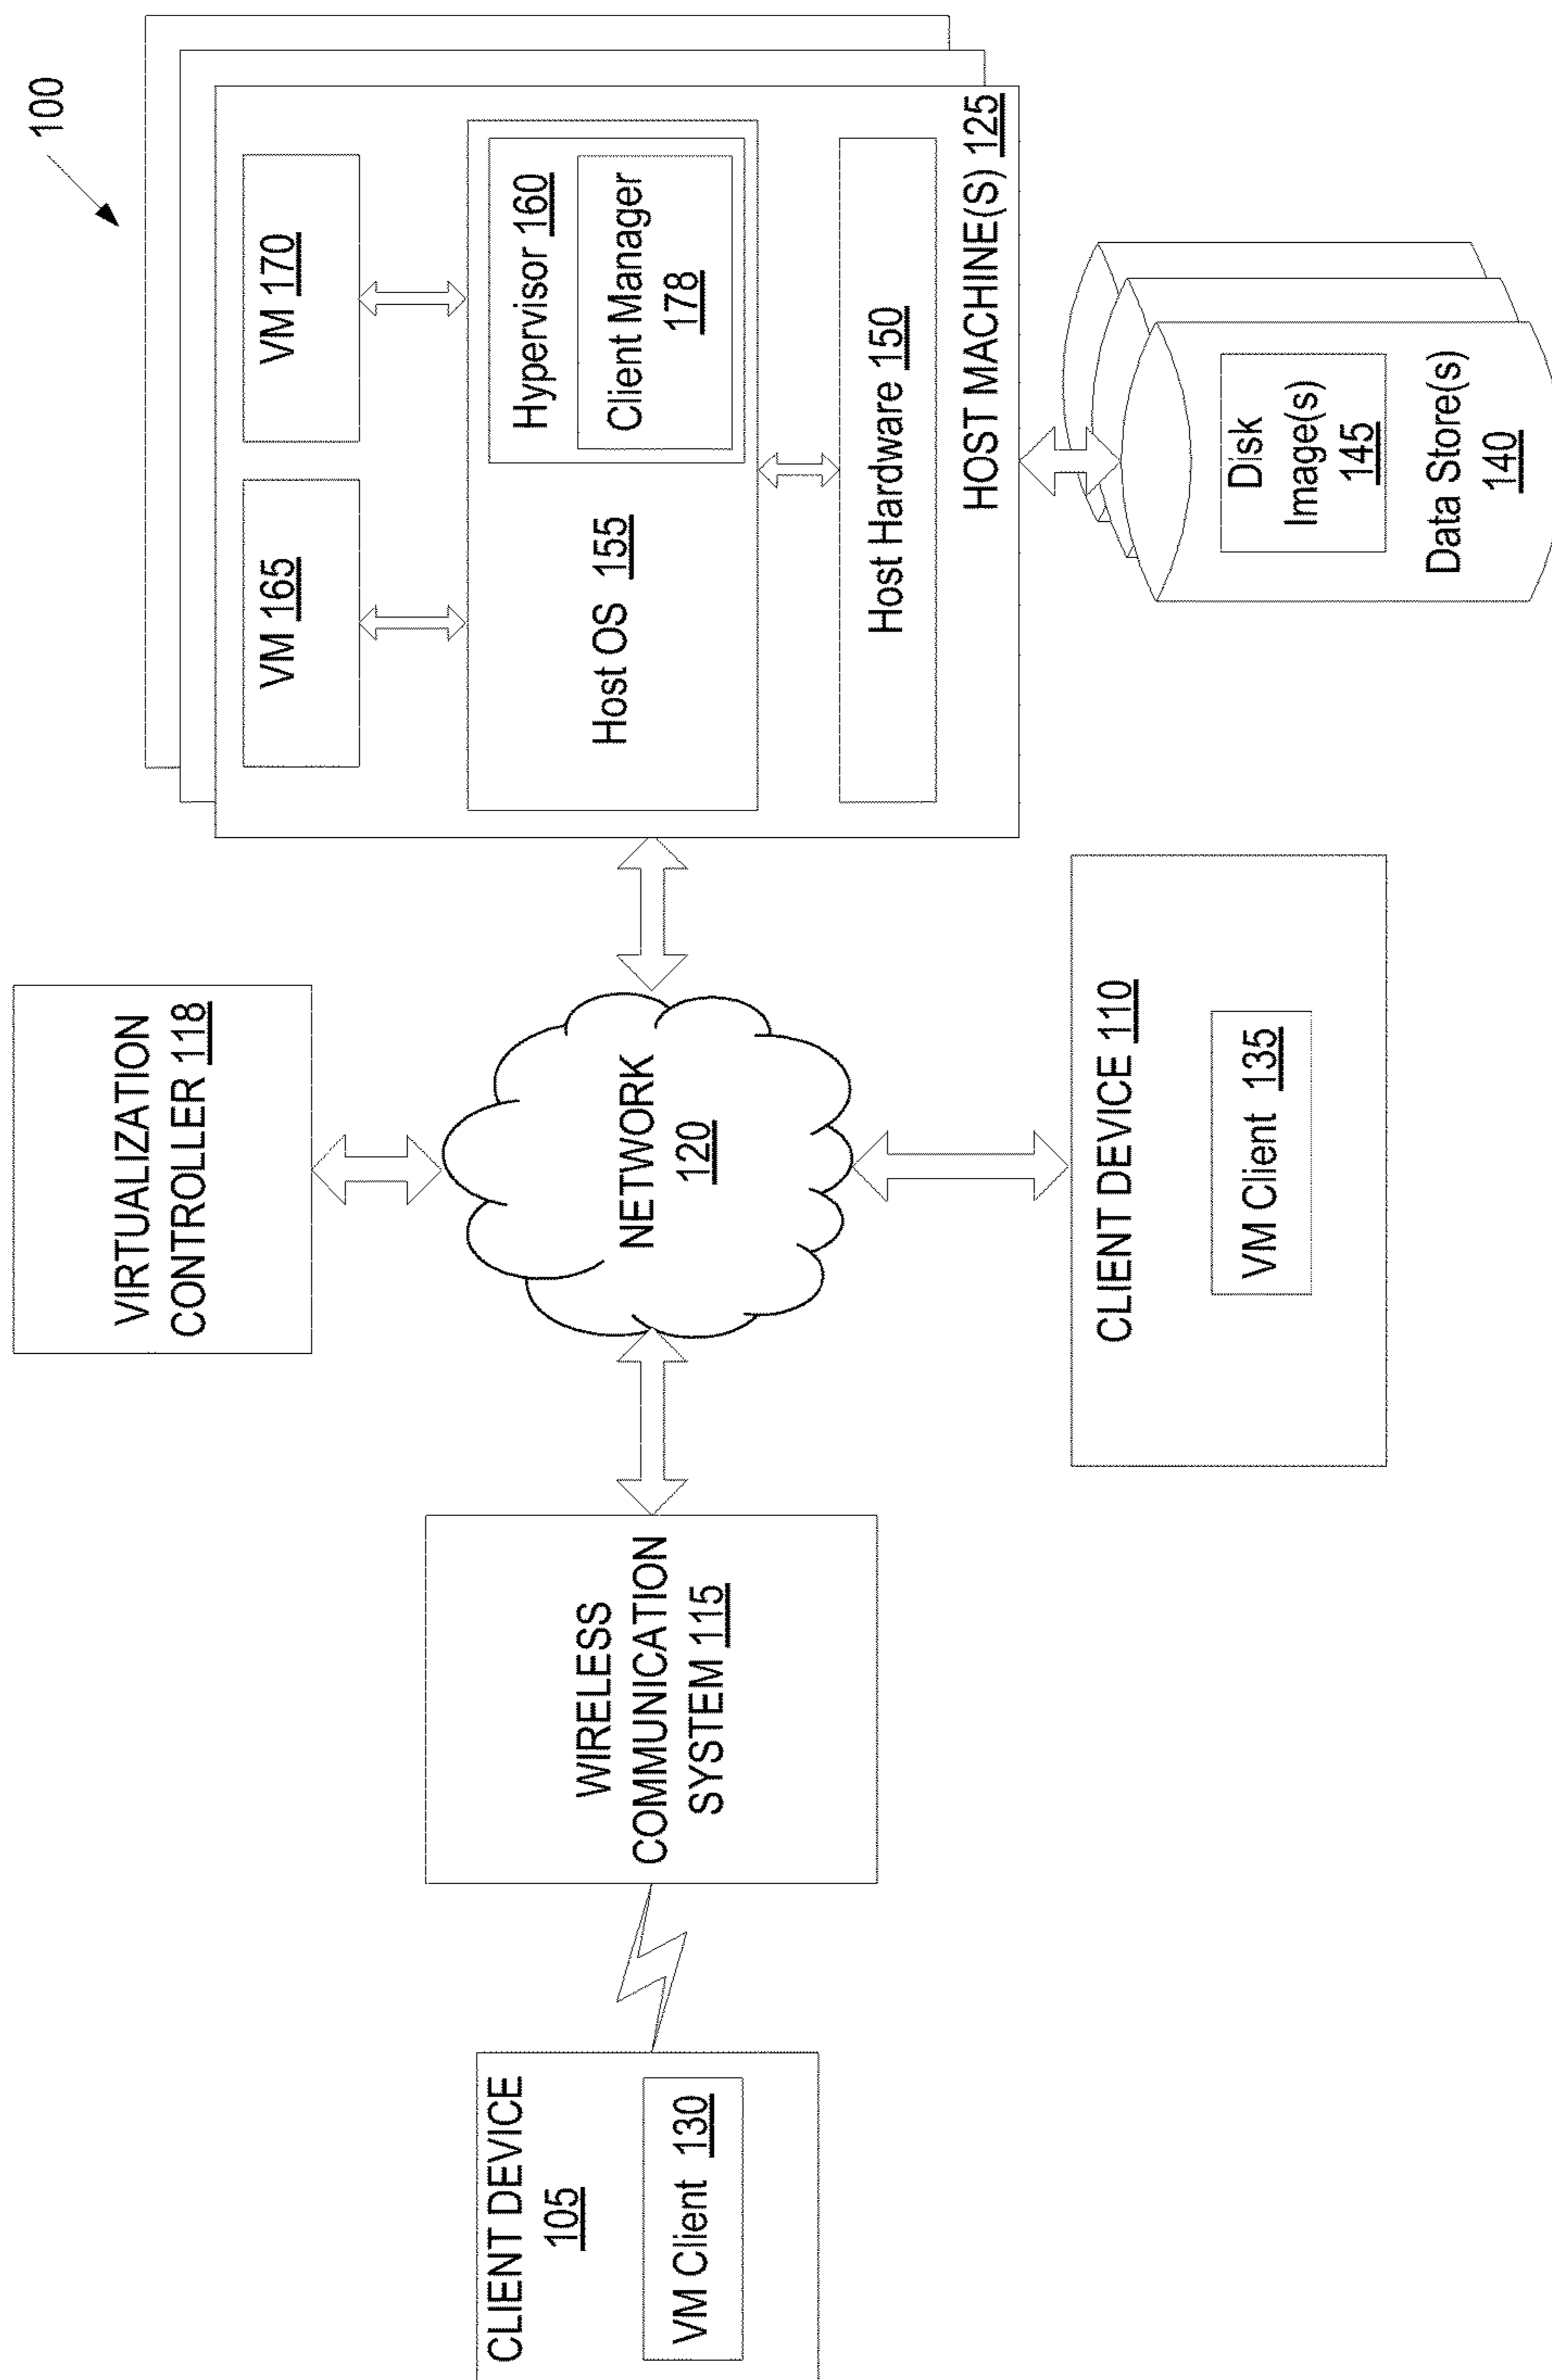 100
VIRTUALIZATION
CONTROLLER 118
VM 165
VM 170
Hypervisor 160
Client Manager
178
Host OS 155
Host Hardware 150
HOST MACHINE(S) 125
CLIENT DEVICE
105
VM Client 130
WIRELESS
COMMUNICATION
SYSTEM 115
NETWORK
120
CLIENT DEVICE 110
VM Client 135
Disk
Image(s)
145
Data Store(s)
140